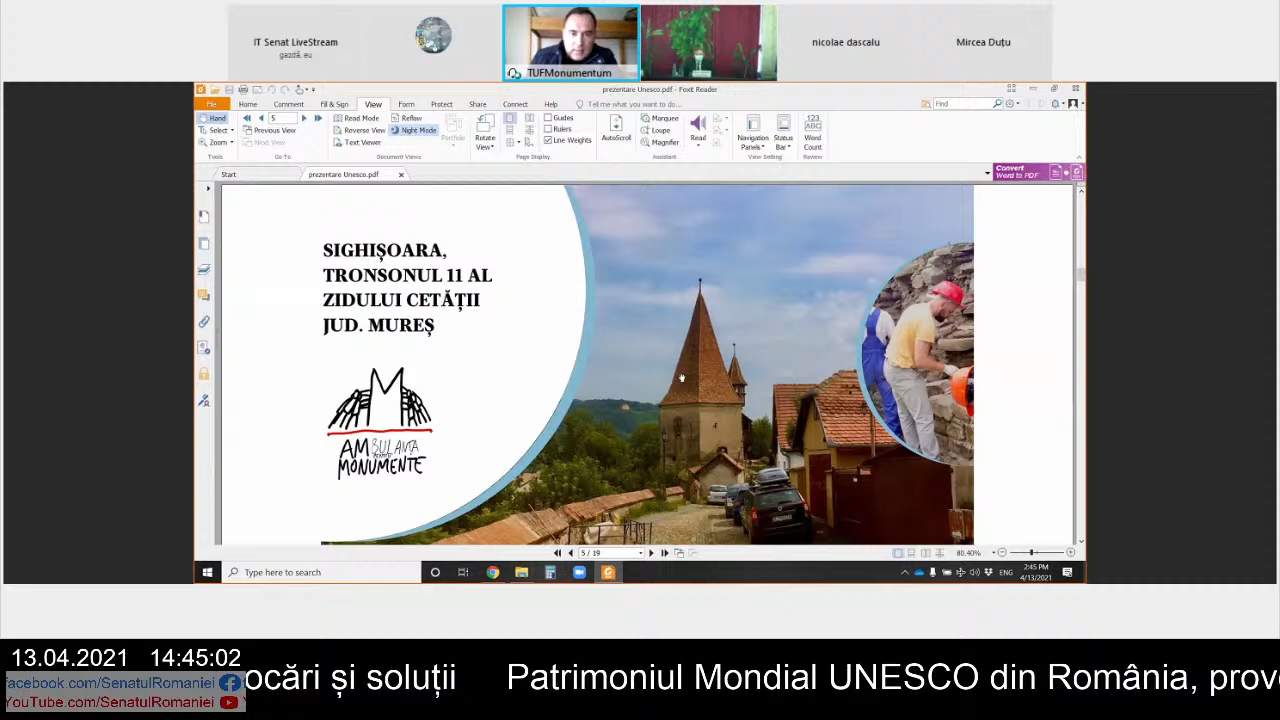 IT Senat LiveStream
gazdă, eu
TUFMonumentum
nicolae dascalu
Mircea Duțu
prezentare Unesco.pdf - Foxit Reader
File Home Comment Fill & Sign View Form Protect Share Connect Help Tell me what you want to do... Find
Hand 5 Read Mode Reflow Guides Marquee
Select Previous View Reverse View Night Mode Rulers Loupe
Zoom Next View Text Viewer Line Weights Magnifier
Portfolio Rotate View AutoScroll Read Navigation Panels Status Bar Word Count
Tools Go To Document Views Page Display Assistant View Setting Review
Start prezentare Unesco.pdf
Convert
Word to PDF
SIGHIȘOARA,
TRONSONUL 11 AL
ZIDULUI CETĂȚII
JUD. MUREȘ
AMBULANȚA
PENTRU
MONUMENTE
5 / 19
80.40%
Type here to search
ENG
2:45 PM
4/13/2021
13.04.2021 14:45:02
facebook.com/SenatulRomaniei
YouTube.com/SenatulRomaniei
ocări și soluții Patrimoniul Mondial UNESCO din România, provo